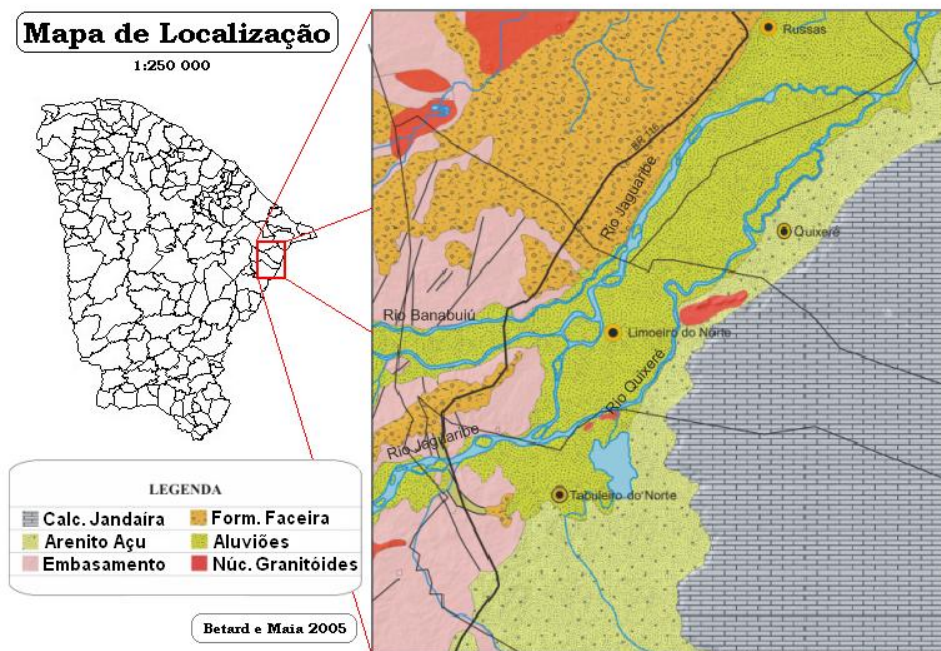 Mapa de Localização
1:250 000
LEGENDA
Calc. Jandaíra
Form. Faceira
Arenito Açu
Aluviões
Embasamento
Núc. Granitóides
Betard e Maia 2005
Russas
BR 116
Rio Jaguaribe
Quixeré
Rio Banabuiú
Limoeiro do Norte
Rio Quixeré
Rio Jaguaribe
Tabuleiro do Norte